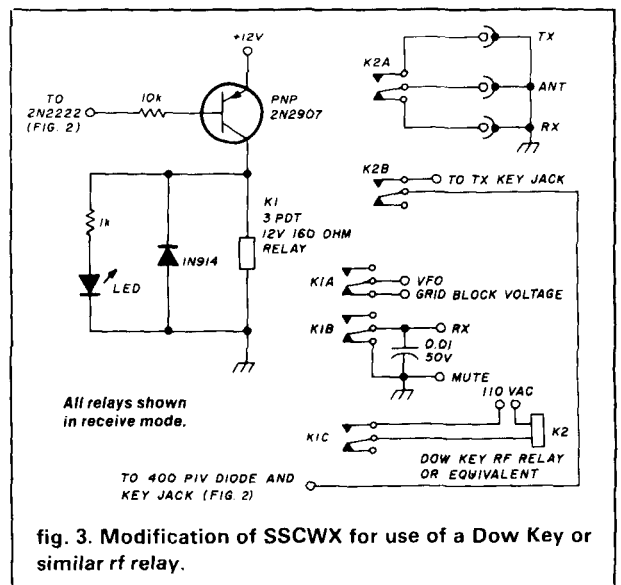 +12V
TO
2N2222
(FIG. 2)
10k
PNP
2N2907
1k
LED
1N914
K1
3 PDT
12V 160 OHM
RELAY
All relays shown
in receive mode.
K2A
TX
ANT
RX
K2B
TO TX KEY JACK
K1A
VFO
GRID BLOCK VOLTAGE
K1B
RX
0.01
50V
MUTE
110 VAC
K1C
K2
DOW KEY RF RELAY
OR EQUIVALENT
TO 400 PIV DIODE AND
KEY JACK (FIG. 2)
fig. 3. Modification of SSCWX for use of a Dow Key or
similar rf relay.